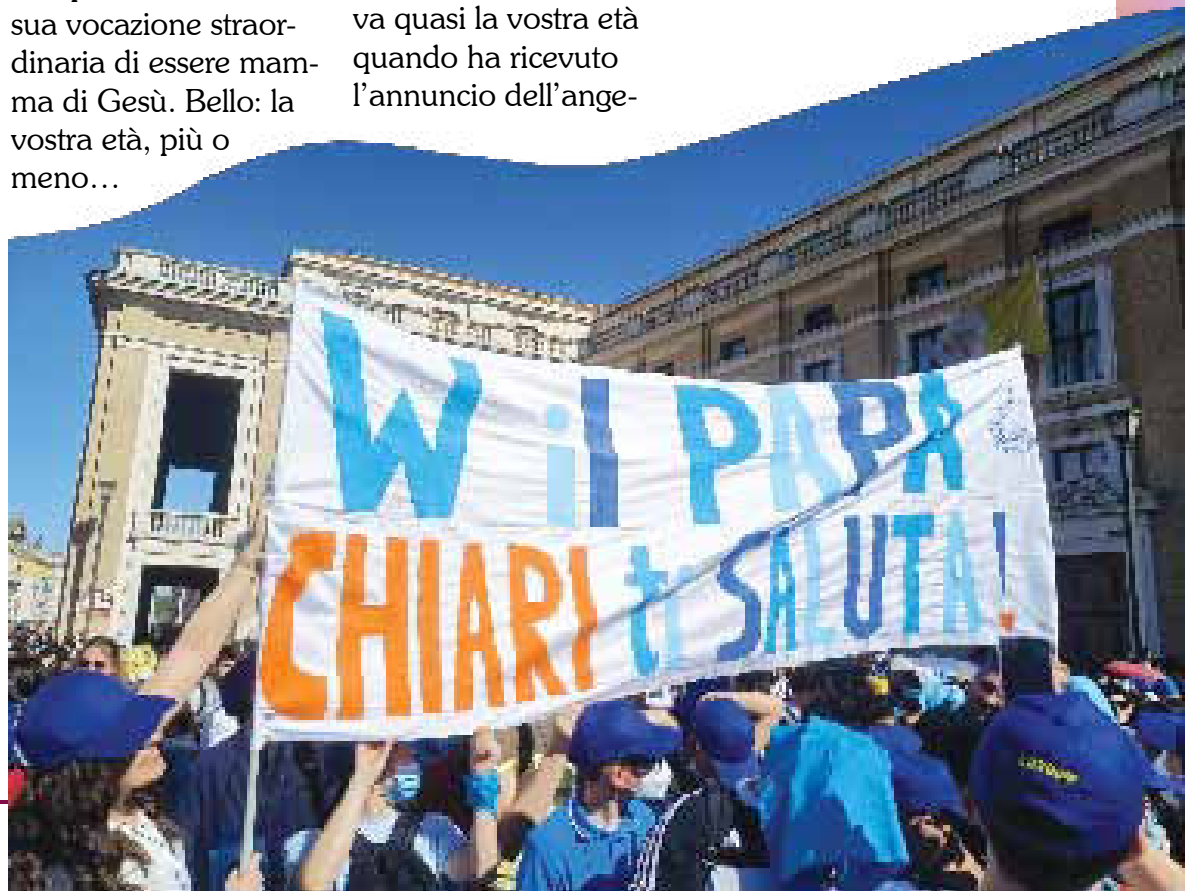 sua vocazione straor-
dinaria di essere mam-
ma di Gesù. Bello: la
vostra età, più o
meno…
va quasi la vostra età
quando ha ricevuto
l’annuncio dell’ange-
W il PAPA
CHIARI ti SALUTA!